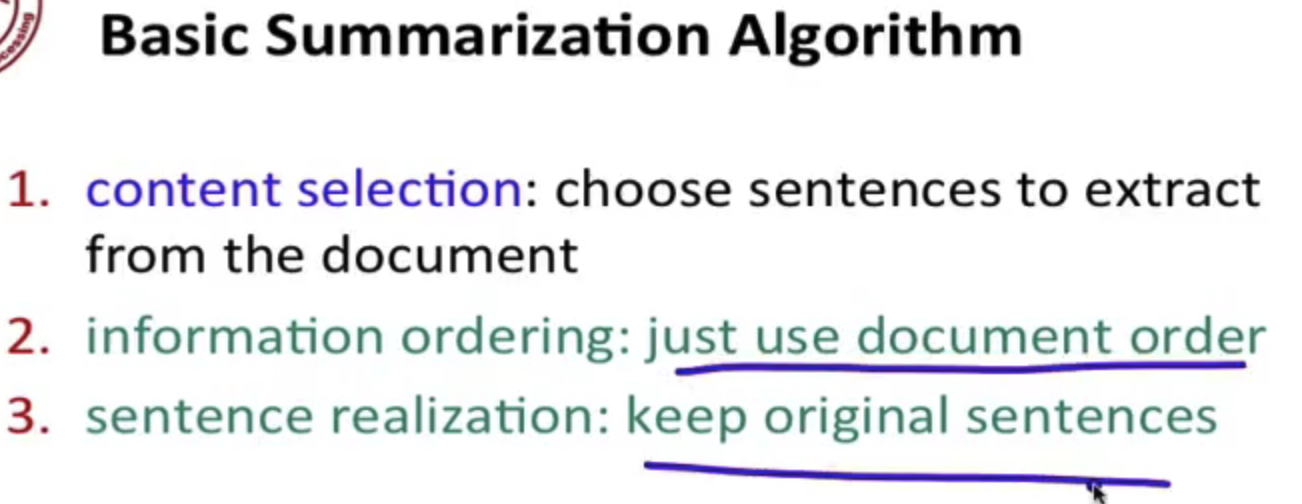 cessing
Basic Summarization Algorithm
1. content selection: choose sentences to extract
from the document
2. information ordering: just use document order
3. sentence realization: keep original sentences